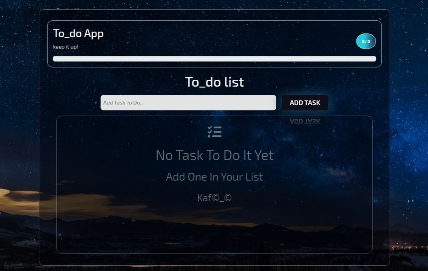 To_do App
Keep it up!
0/0
To_do list
Add Task To Do..
ADD TASK
No Task To Do It Yet
Add One In Your List
Kaf©_©